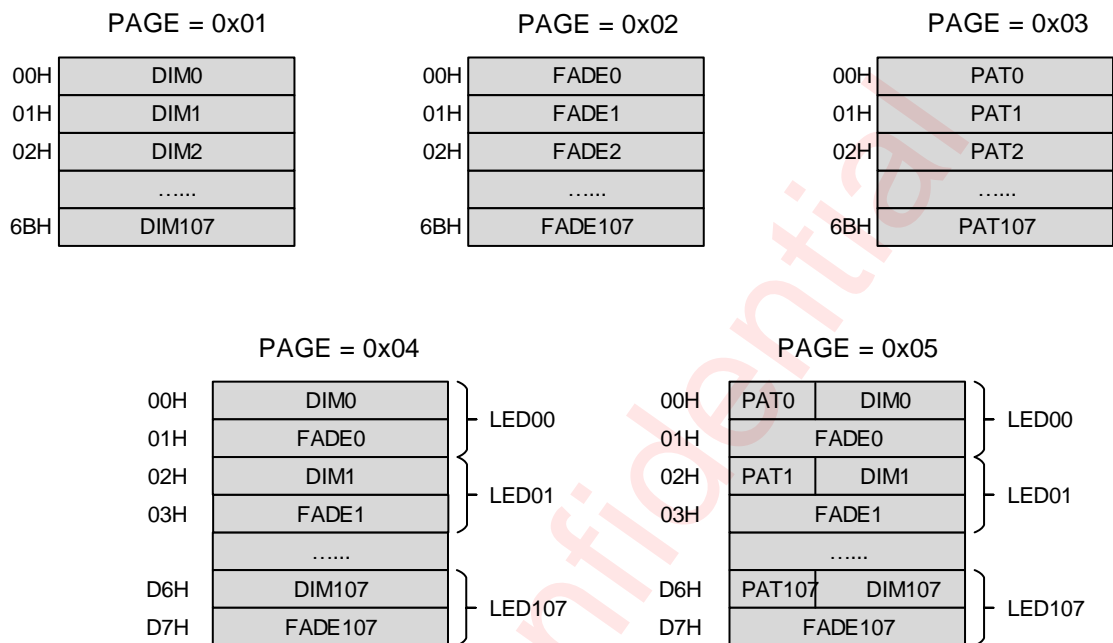 PAGE = 0x01 PAGE = 0x02 PAGE = 0x03
00H DIM0 00H FADE0 00H PAT0
01H DIM1 01H FADE1 01H PAT1
02H DIM2 02H FADE2 02H PAT2
…... …... …...
6BH DIM107 6BH FADE107 6BH PAT107
PAGE = 0x04 PAGE = 0x05
00H DIM0 LED00 00H PAT0 DIM0 LED00
01H FADE0 01H FADE0
02H DIM1 LED01 02H PAT1 DIM1 LED01
03H FADE1 03H FADE1
…... …...
D6H DIM107 LED107 D6H PAT107 DIM107 LED107
D7H FADE107 D7H FADE107
nfidential